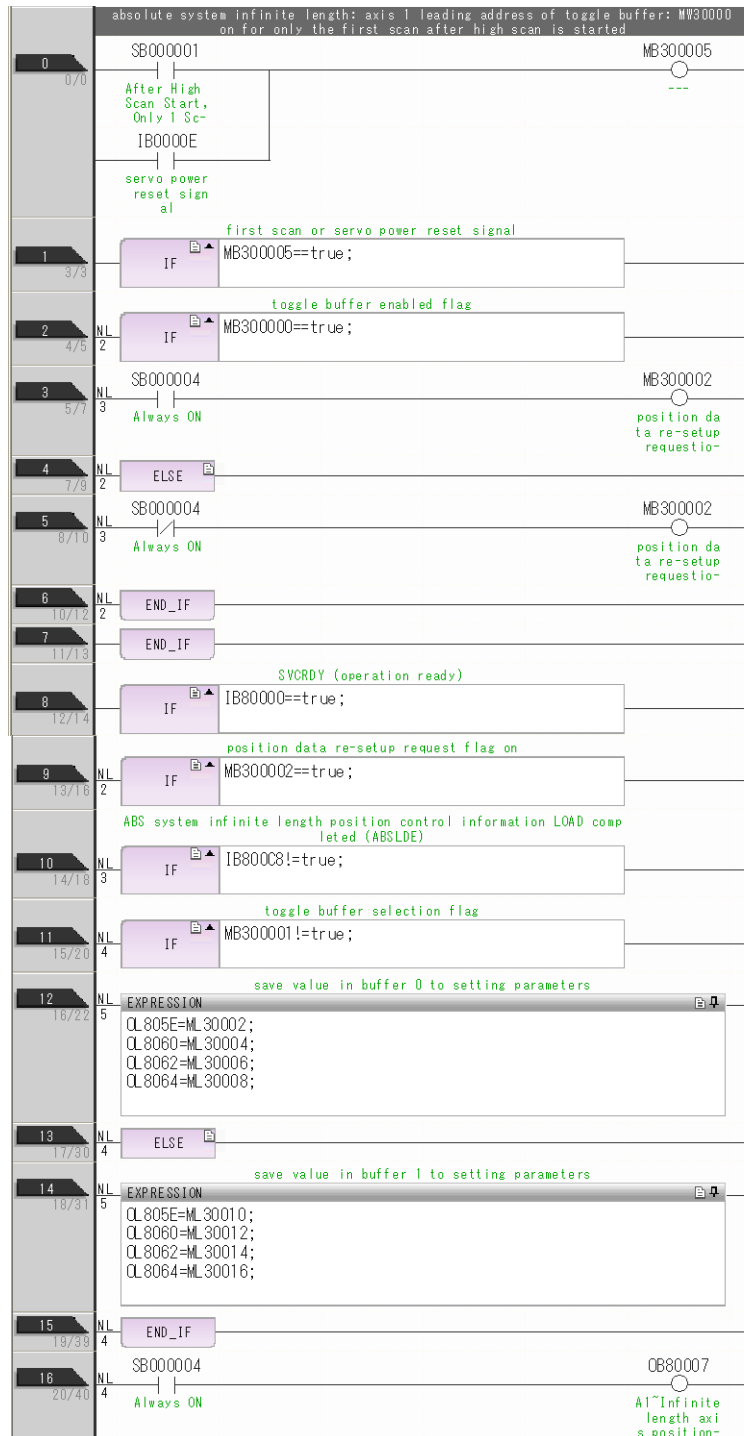 absolute system infinite length: axis 1 leading address of toggle buffer: MW30000
on for only the first scan after high scan is started
0
0/0
SB000001
MB300005
After High
Scan Start,
Only 1 Sc-
---
IB0000E
servo power
reset sign
al
first scan or servo power reset signal
1
3/3
IF
MB300005==true;
toggle buffer enabled flag
2
4/5
NL
2
IF
MB300000==true;
3
5/7
NL
3
SB000004
MB300002
Always ON
position da
ta re-setup
requestio-
4
7/9
NL
2
ELSE
5
8/10
NL
3
SB000004
MB300002
Always ON
position da
ta re-setup
requestio-
6
10/12
NL
2
END_IF
7
11/13
END_IF
SVCRDY (operation ready)
8
12/14
IF
IB80000==true;
position data re-setup request flag on
9
13/16
NL
2
IF
MB300002==true;
ABS system infinite length position control information LOAD comp
leted (ABSLDE)
10
14/18
NL
3
IF
IB800C8!=true;
toggle buffer selection flag
11
15/20
NL
4
IF
MB300001!=true;
save value in buffer 0 to setting parameters
12
16/22
NL
5
EXPRESSION
OL805E=ML30002;
OL8060=ML30004;
OL8062=ML30006;
OL8064=ML30008;
13
17/30
NL
4
ELSE
save value in buffer 1 to setting parameters
14
18/31
NL
5
EXPRESSION
OL805E=ML30010;
OL8060=ML30012;
OL8062=ML30014;
OL8064=ML30016;
15
19/39
NL
4
END_IF
16
20/40
NL
4
SB000004
OB80007
Always ON
A1~Infinite
length axi
s position-